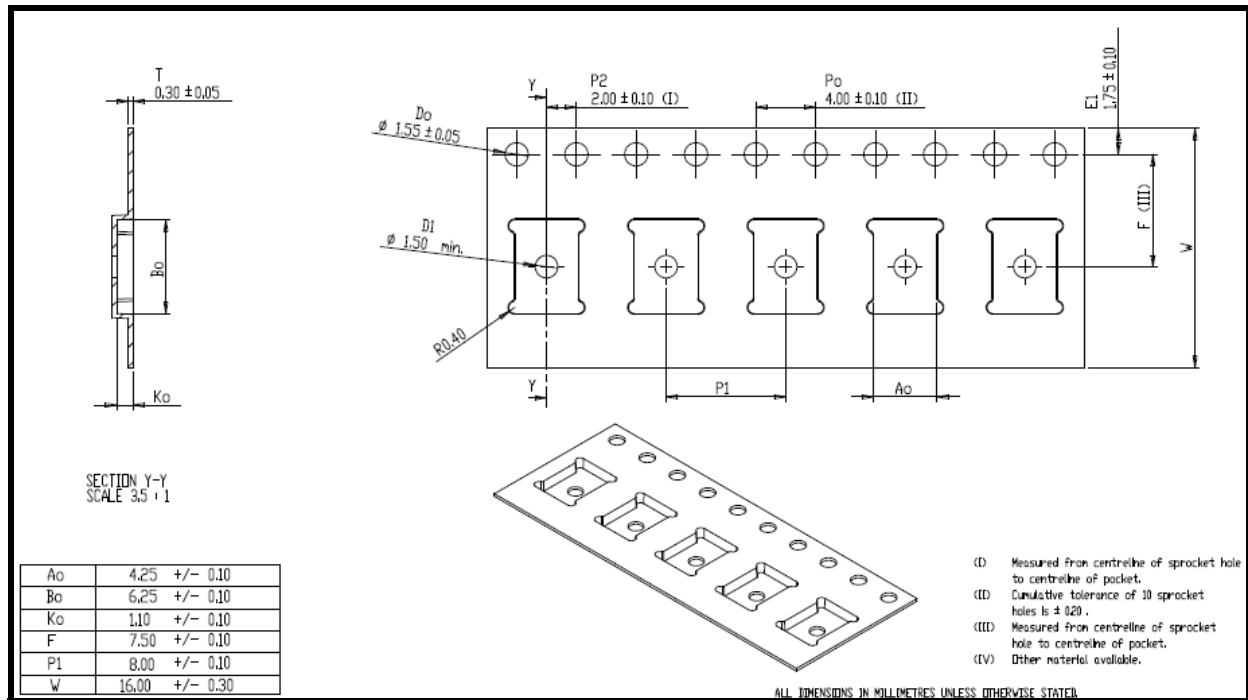 T
0.30 ±0.05
Do
ø 1.55 ±0.05
Y
P2
2.00 ±0.10 (I)
Po
4.00 ±0.10 (II)
E1
1.75 ±0.10
D1
ø 1.50 min.
Bo
F (III)
W
R0.40
Y
P1
Ao
Ko
SECTION Y-Y
SCALE 3.5 : 1
Ao 4.25 +/- 0.10
Bo 6.25 +/- 0.10
Ko 1.10 +/- 0.10
F 7.50 +/- 0.10
P1 8.00 +/- 0.10
W 16.00 +/- 0.30
(I) Measured from centreline of sprocket hole
to centreline of pocket.
(II) Cumulative tolerance of 10 sprocket
holes is ± 0.20 .
(III) Measured from centreline of sprocket
hole to centreline of pocket.
(IV) Other material available.
ALL DIMENSIONS IN MILLIMETRES UNLESS OTHERWISE STATED.